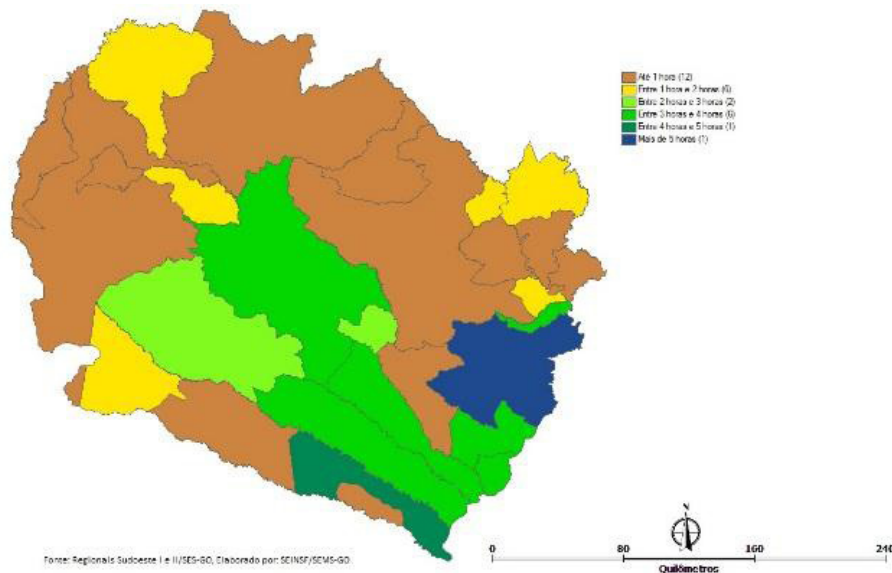 Até 1 hora (12)
Entre 1 hora e 2 horas (6)
Entre 2 horas e 3 horas (2)
Entre 3 horas e 4 horas (6)
Entre 4 horas e 5 horas (1)
Mais de 5 horas (1)
N
0 80 160 240
Quilômetros
Fonte: Regionais Sudoeste I e II/SES-GO, Elaborado por: SEINSF/SEMS-GO